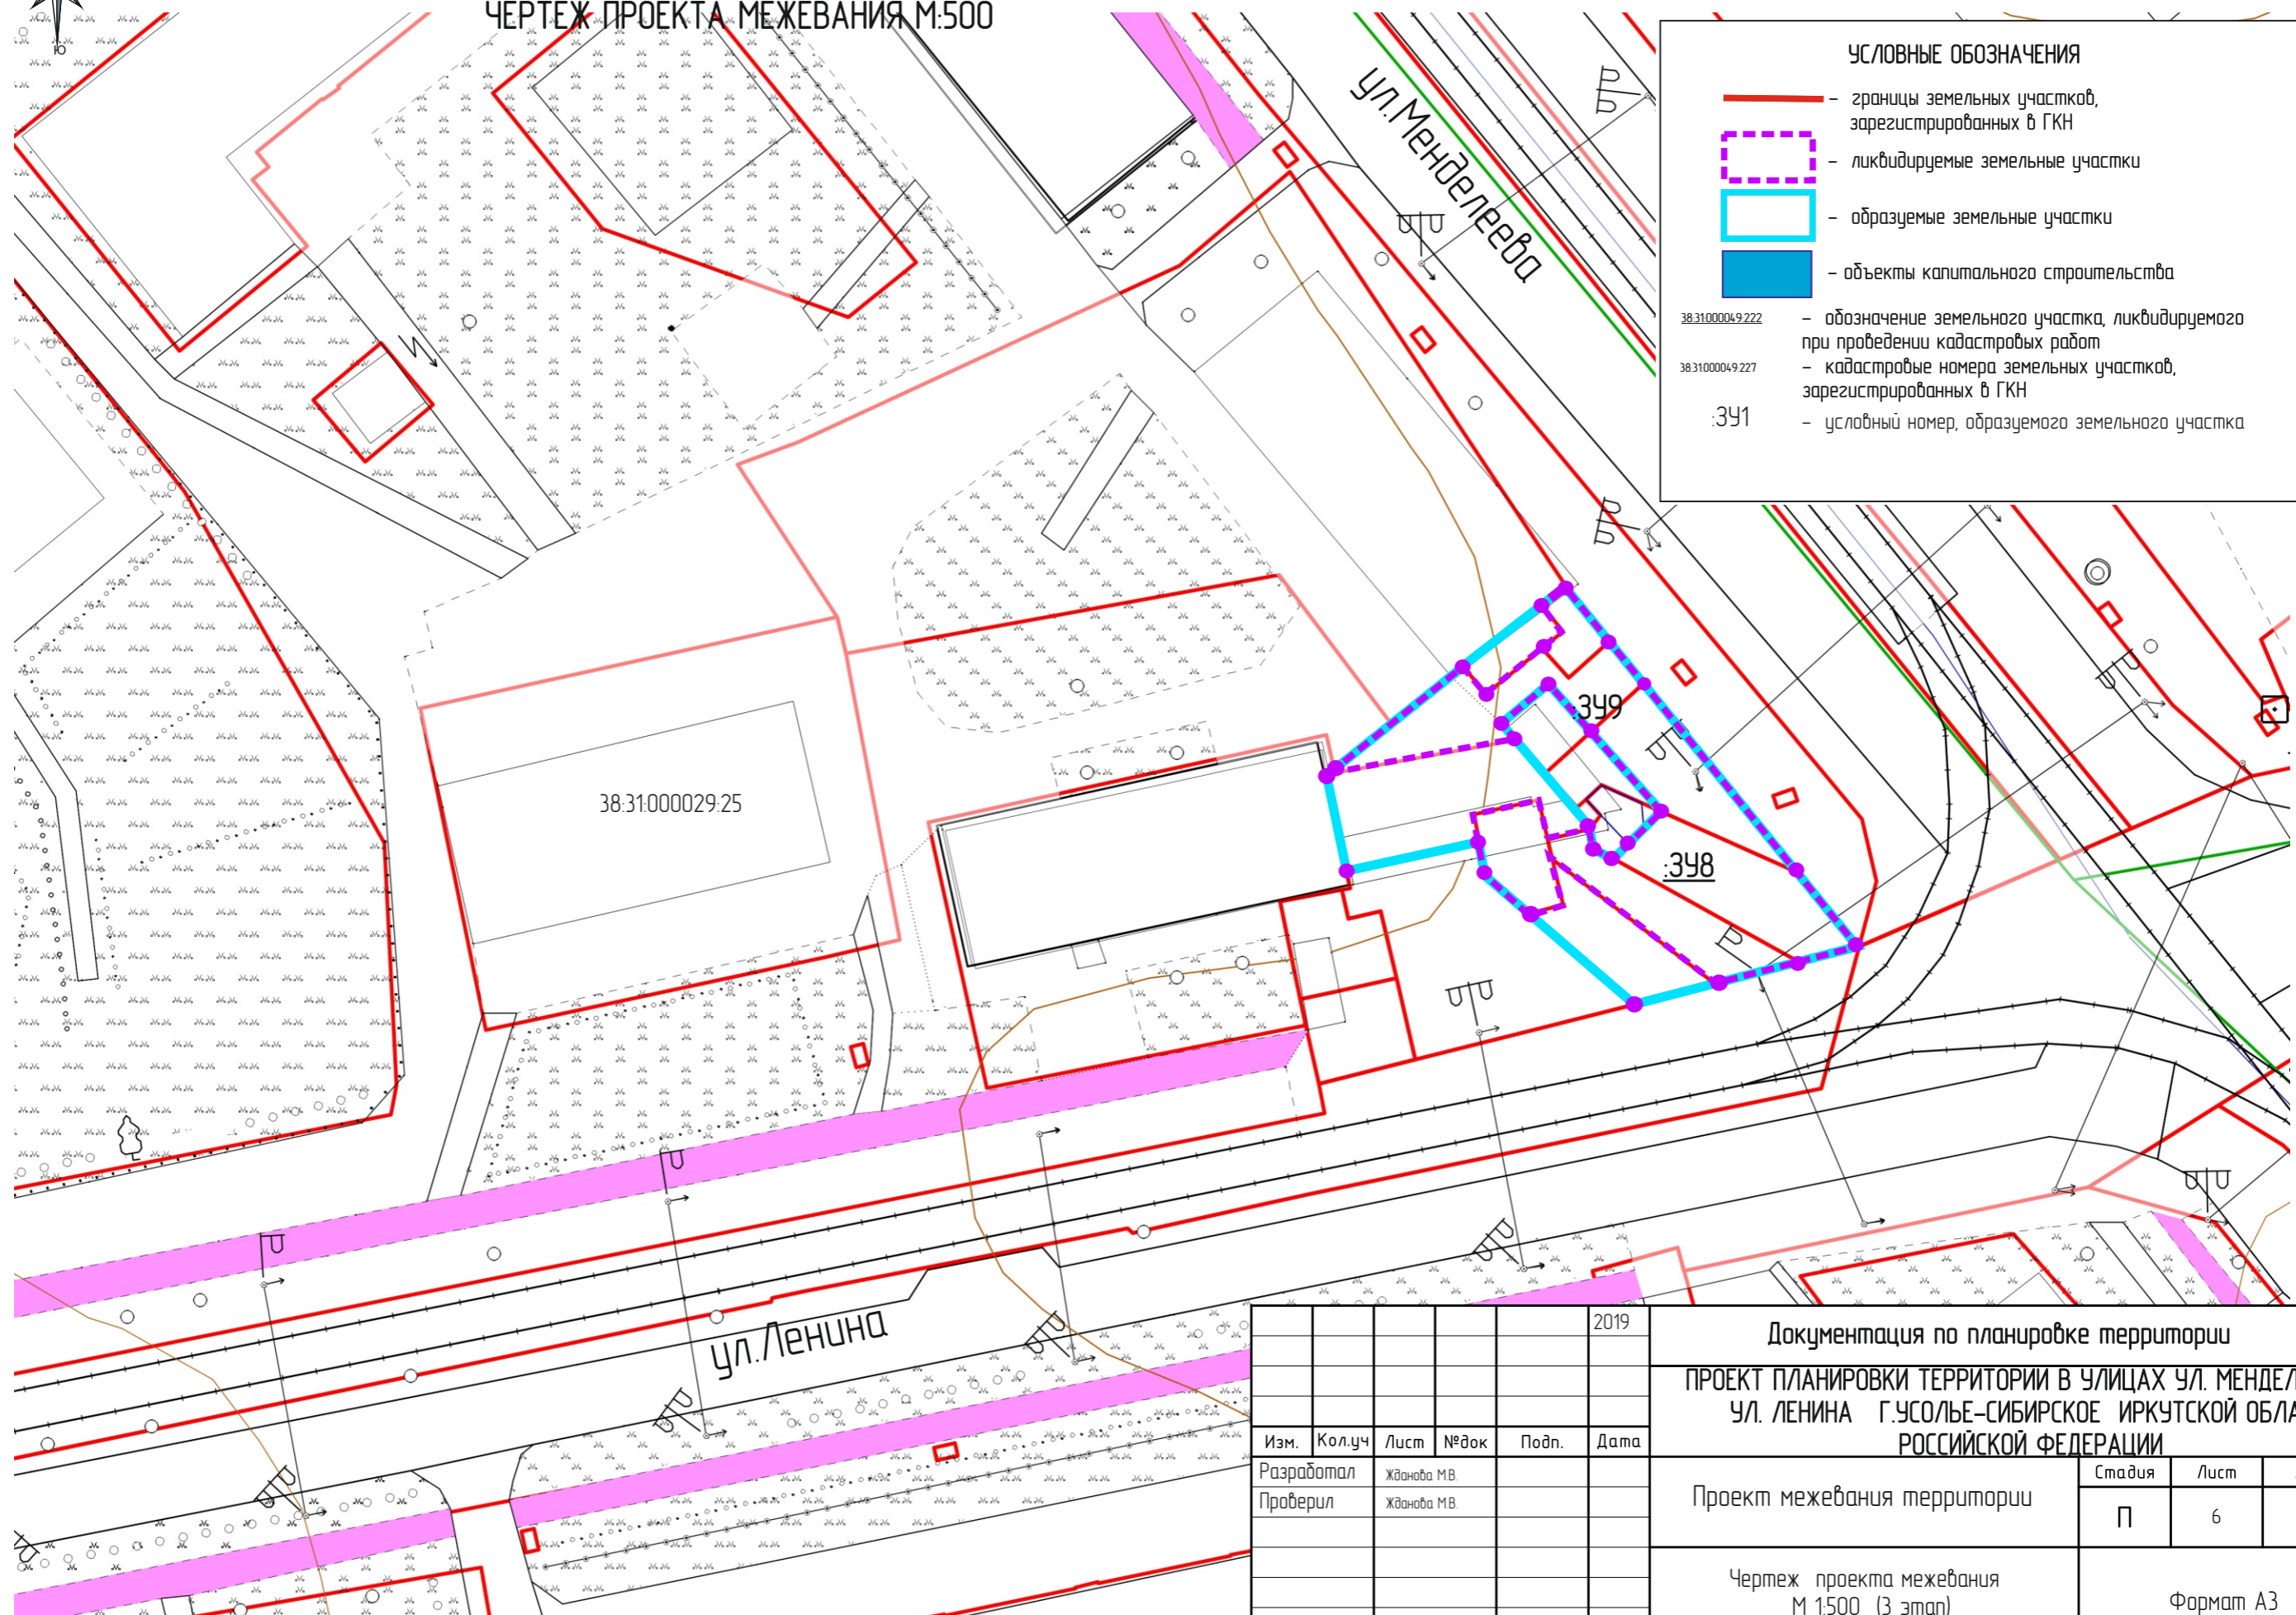 ЧЕРТЕЖ ПРОЕКТА МЕЖЕВАНИЯ М:500
Ю
ул.Менделеева
УСЛОВНЫЕ ОБОЗНАЧЕНИЯ
– границы земельных участков,
зарегистрированных в ГКН
– ликвидируемые земельные участки
– образуемые земельные участки
– объекты капитального строительства
38:31:000049:222 – обозначение земельного участка, ликвидируемого
при проведении кадастровых работ
38:31:000049:227 – кадастровые номера земельных участков,
зарегистрированных в ГКН
:ЗУ1 – условный номер, образуемого земельного участка
:ЗУ9
38:31:000029:25
:ЗУ8
ул.Ленина
2019
Документация по планировке территории
ПРОЕКТ ПЛАНИРОВКИ ТЕРРИТОРИИ В УЛИЦАХ УЛ. МЕНДЕЛ
УЛ. ЛЕНИНА Г.УСОЛЬЕ-СИБИРСКОЕ ИРКУТСКОЙ ОБЛА
РОССИЙСКОЙ ФЕДЕРАЦИИ
Изм. Кол.уч Лист №док Подп. Дата
Разработал Жданова М.В.
Проверил Жданова М.В.
Проект межевания территории
Стадия Лист
П 6
Чертеж проекта межевания
М 1:500 (3 этап)
Формат А3